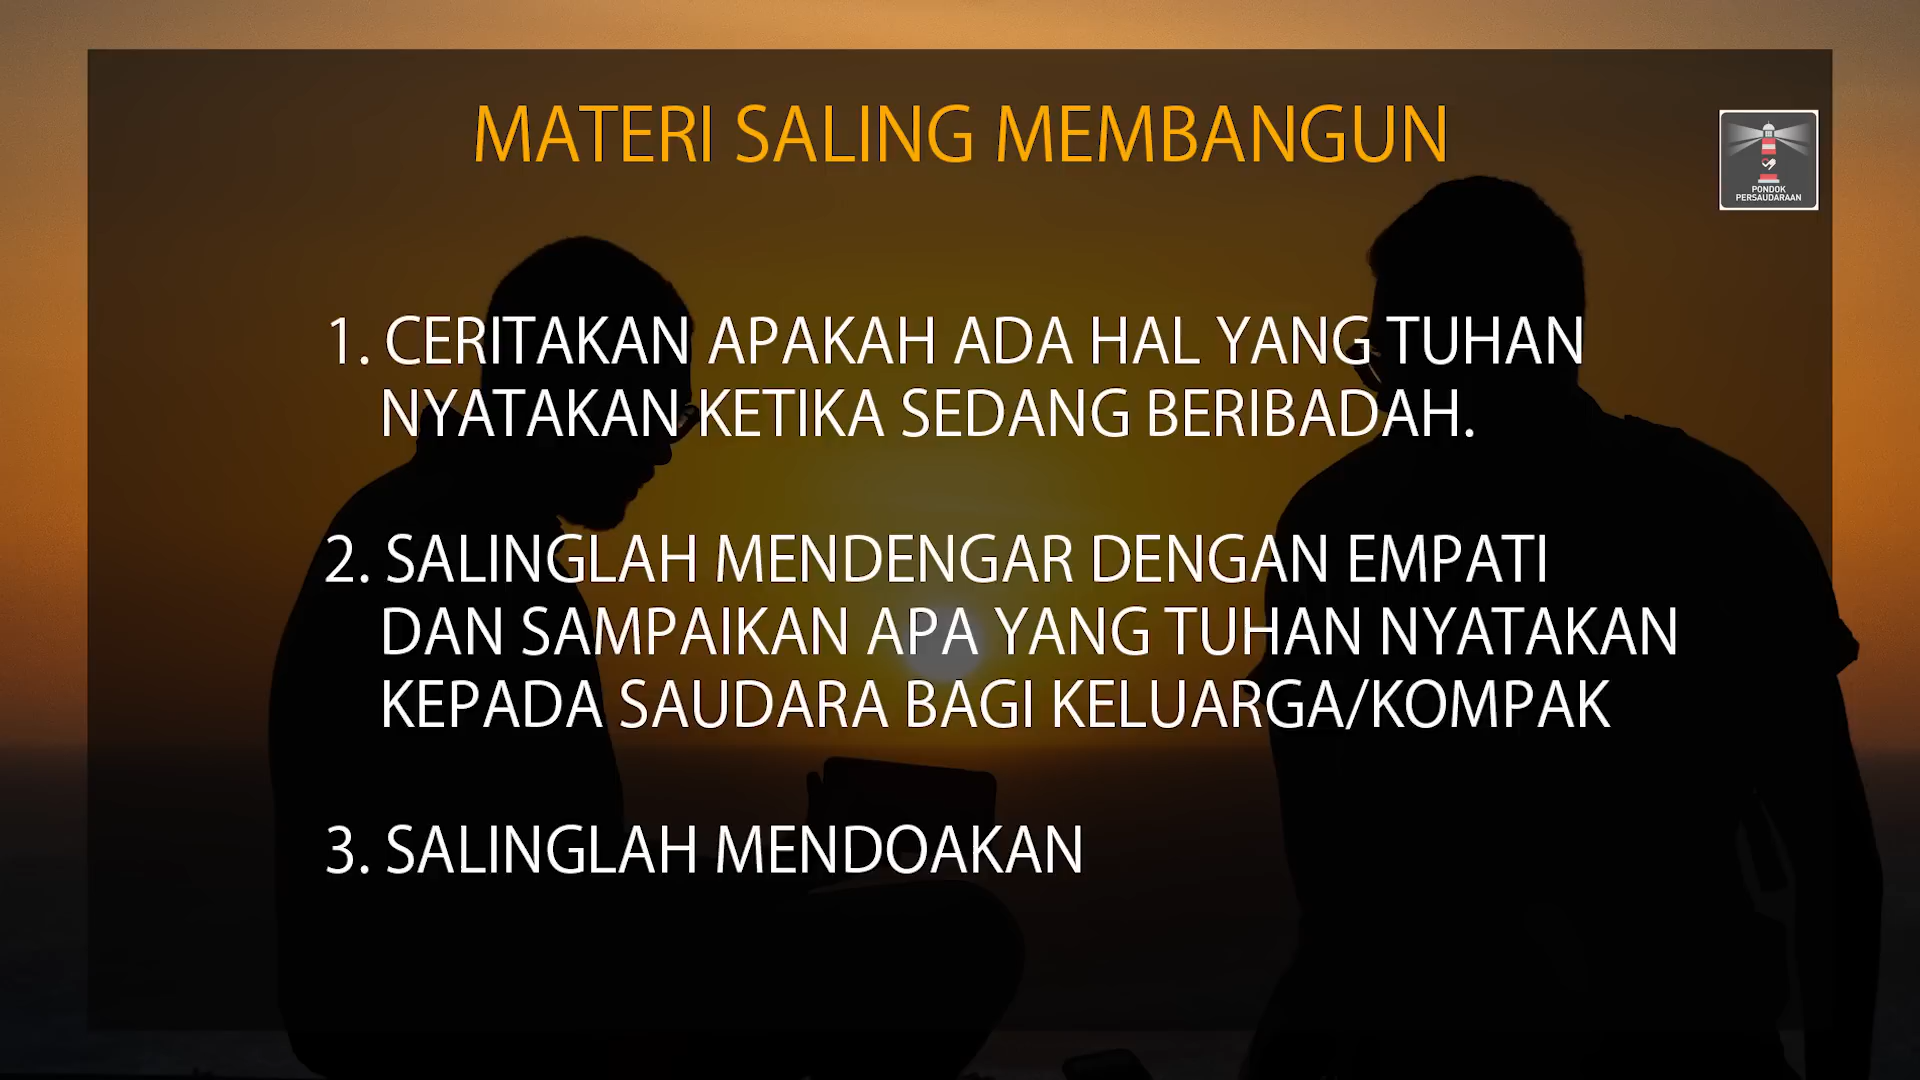 MATERI SALING MEMBANGUN
PONDOK
PERSAUDARAAN
1. CERITAKAN APAKAH ADA HAL YANG TUHAN
NYATAKAN KETIKA SEDANG BERIBADAH.
2. SALINGLAH MENDENGAR DENGAN EMPATI
DAN SAMPAIKAN APA YANG TUHAN NYATAKAN
KEPADA SAUDARA BAGI KELUARGA/KOMPAK
3. SALINGLAH MENDOAKAN